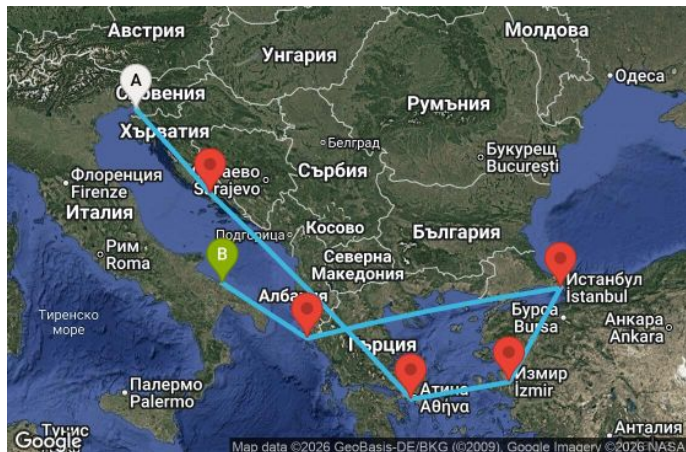 Австрия
Молдова
Унгария
Одеса
A
Словения
Румъния
Хърватия
Белград
Букурещ
București
Флоренция
Firenze
Сараево
Sarajevo
Сърбия
Италия
Подгорица
Косово
България
Рим
Roma
B
Северна
Македония
Албания
Истанбул
İstanbul
Тиренско
море
Бурса
Bursa
Анкара
Ankara
Гърция
Измир
İzmir
Палермо
Palermo
Атина
Αθήνα
Тунис
Анталия
Google
Map data ©2026 GeoBasis-DE/BKG (©2009), Google Imagery ©2026 NASA